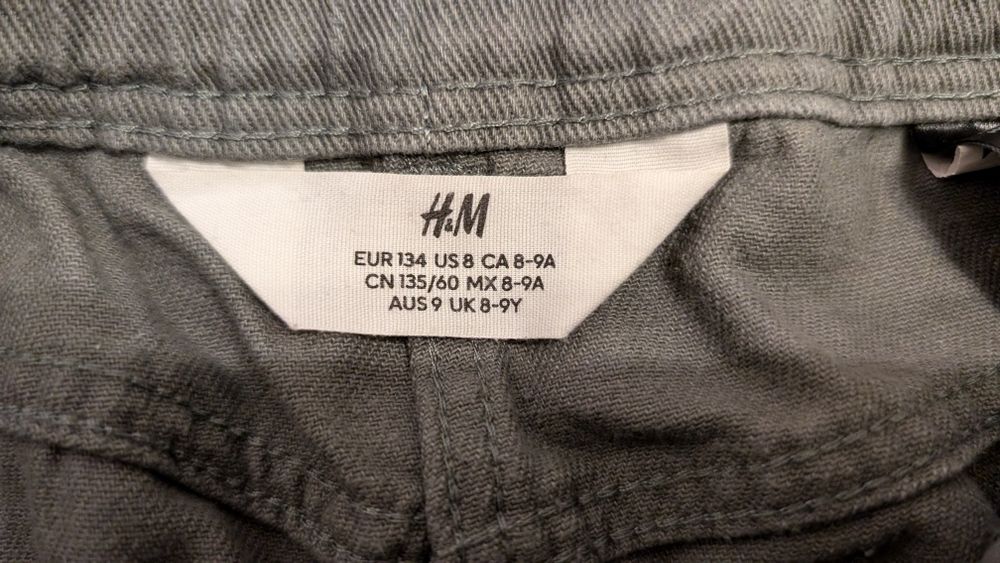 H&M
EUR 134 US 8 CA 8-9A
CN 135/60 MX 8-9A
AUS 9 UK 8-9Y